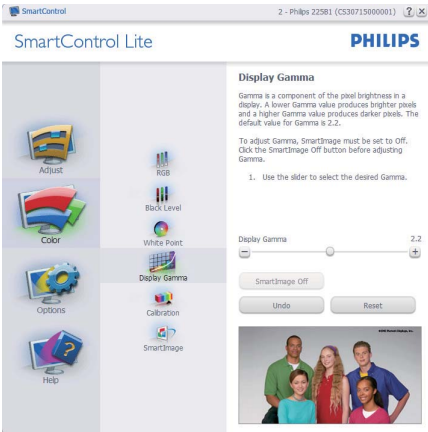 SmartControl
2 - Philips 225B1 (CS30715000001)
? X
SmartControl Lite
PHILIPS
Adjust
Color
Options
Help
RGB
Black Level
White Point
Display Gamma
Calibration
SmartImage
Display Gamma
Gamma is a component of the pixel brightness in a
display. A lower Gamma value produces brighter pixels
and a higher Gamma value produces darker pixels. The
default value for Gamma is 2.2.
To adjust Gamma, SmartImage must be set to Off.
Click the SmartImage Off button before adjusting
Gamma.
1. Use the slider to select the desired Gamma.
Display Gamma 2.2
SmartImage Off
Undo Reset